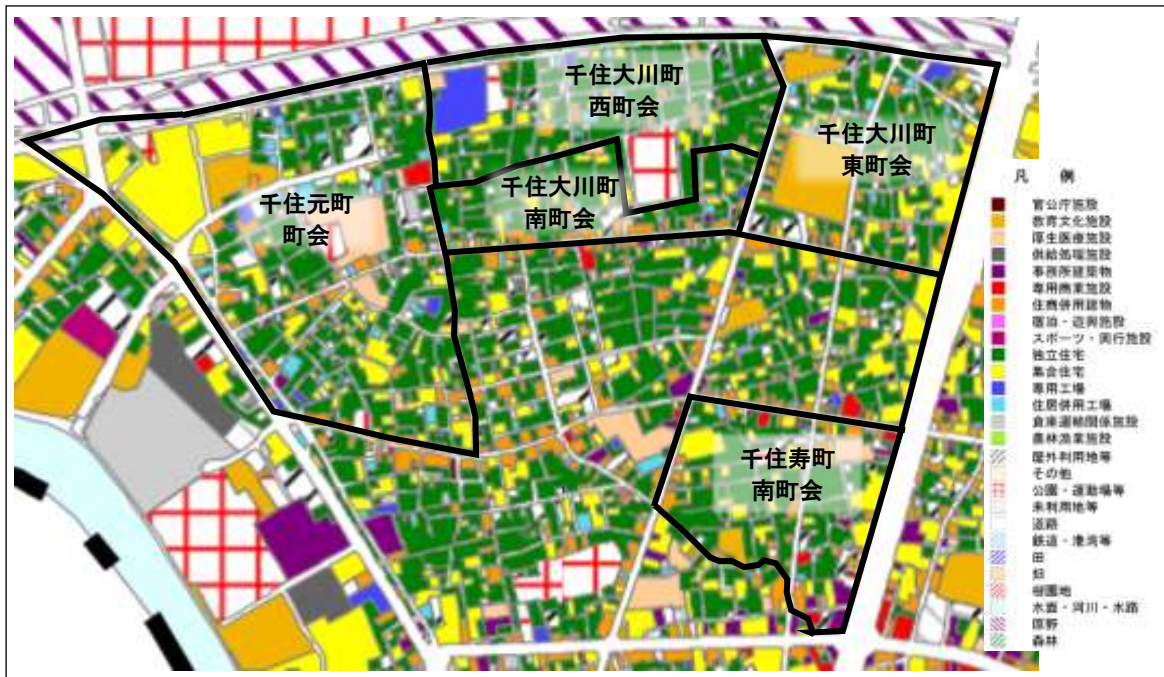 千住大川町
西町会
千住大川町
東町会
千住元町
町会
千住大川町
南町会
千住寿町
南町会
凡 例
官公庁施設
教育文化施設
厚生医療施設
供給処理施設
事務所建築物
専用商業施設
住商併用建物
宿泊・遊興施設
スポーツ・興行施設
独立住宅
集合住宅
専用工場
住居併用工場
倉庫運輸関係施設
農林漁業施設
屋外利用地等
その他
公園・運動場等
未利用地等
道路
鉄道・港湾等
田
畑
樹園地
水面・河川・水路
原野
森林